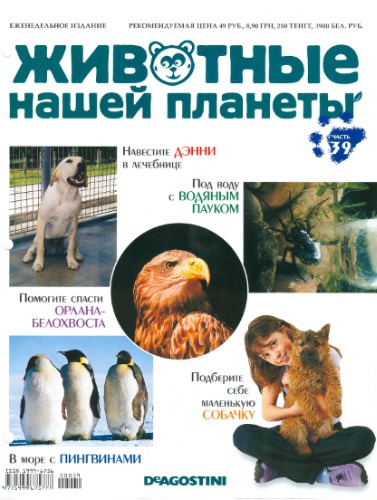 ЕЖЕНЕДЕЛЬНОЕ ИЗДАНИЕ
РЕКОМЕНДУЕМАЯ ЦЕНА 49 РУБ., 8,90 ГРН, 250 ТЕНГЕ, 3900 БЕЛ. РУБ.
ЖИВОТНЫЕ
НАШЕЙ ПЛАНЕТЫ
ЧАСТЬ
39
НАВЕСТИТЕ ДЭННИ
В ЛЕЧЕБНИЦЕ
ПОД ВОДУ
С ВОДЯНЫМ
ПАУКОМ
ПОМОГИТЕ СПАСТИ
ОРЛАНА-
БЕЛОХВОСТА
ПОДБЕРИТЕ
СЕБЕ
МАЛЕНЬКУЮ
СОБАЧКУ
В МОРЕ С ПИНГВИНАМИ
DEAGOSTINI
00039